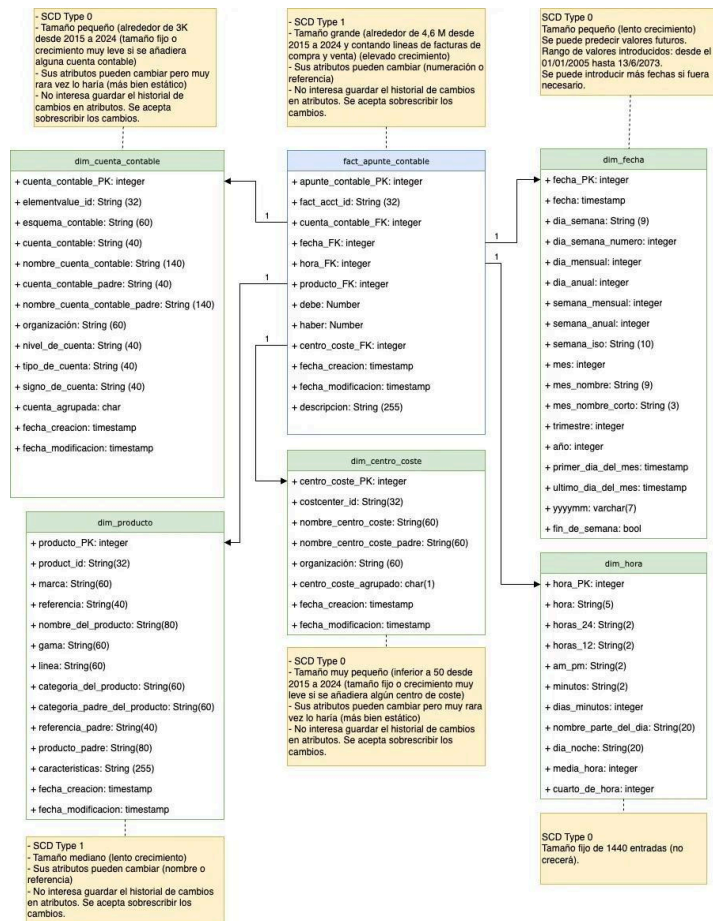 - SCD Type 0
- Tamaño pequeño (alrededor de 3K
desde 2015 a 2024 (tamaño fijo o
crecimiento muy leve si se añadiera
alguna cuenta contable)
- Sus atributos pueden cambiar pero muy
rara vez lo haría (más bien estático)
- No interesa guardar el historial de
cambios en atributos. Se acepta
sobrescribir los cambios.
- SCD Type 1
- Tamaño grande (alrededor de 4,6 M desde
2015 a 2024 y contando lineas de facturas de
compra y venta) (elevado crecimiento)
- Sus atributos pueden cambiar (numeración o
referencia)
- No interesa guardar el historial de cambios
en atributos. Se acepta sobrescribir los
cambios.
SCD Type 0
Tamaño pequeño (lento crecimiento)
Se puede predecir valores futuros.
Rango de valores introducidos: desde el
01/01/2005 hasta 13/6/2073.
Se puede introducir más fechas si fuera
necesario.
dim_cuenta_contable
+ cuenta_contable_PK: integer
+ elementvalue_id: String (32)
+ esquema_contable: String (60)
+ cuenta_contable: String (40)
+ nombre_cuenta_contable: String (140)
+ cuenta_contable_padre: String (40)
+ nombre_cuenta_contable_padre: String (140)
+ organización: String (60)
+ nivel_de_cuenta: String (40)
+ tipo_de_cuenta: String (40)
+ signo_de_cuenta: String (40)
+ cuenta_agrupada: char
+ fecha_creacion: timestamp
+ fecha_modificacion: timestamp
1
1
1
fact_apunte_contable
+ apunte_contable_PK: integer
+ fact_acct_id: String (32)
+ cuenta_contable_FK: integer
+ fecha_FK: integer
+ hora_FK: integer
+ producto_FK: integer
+ debe: Number
+ haber: Number
+ centro_coste_FK: integer
+ fecha_creacion: timestamp
+ fecha_modificacion: timestamp
+ descripcion: String (255)
1
1
dim_fecha
+ fecha_PK: integer
+ fecha: timestamp
+ dia_semana: String (9)
+ dia_semana_numero: integer
+ dia_mensual: integer
+ dia_anual: integer
+ semana_mensual: integer
+ semana_anual: integer
+ semana_iso: String (10)
+ mes: integer
+ mes_nombre: String (9)
+ mes_nombre_corto: String (3)
+ trimestre: integer
+ año: integer
+ primer_dia_del_mes: timestamp
+ ultimo_dia_del_mes: timestamp
+ yyyymm: varchar(7)
+ fin_de_semana: bool
dim_centro_coste
+ centro_coste_PK: integer
+ costcenter_id: String(32)
+ nombre_centro_coste: String(60)
+ nombre_centro_coste_padre: String(60)
+ organización: String (60)
+ centro_coste_agrupado: char(1)
+ fecha_creacion: timestamp
+ fecha_modificacion: timestamp
dim_producto
+ producto_PK: integer
+ product_id: String(32)
+ marca: String(60)
+ referencia: String(40)
+ nombre_del_producto: String(80)
+ gama: String(60)
+ linea: String(60)
+ categoria_del_producto: String(60)
+ categoria_padre_del_producto: String(60)
+ referencia_padre: String(40)
+ producto_padre: String(80)
+ características: String (255)
+ fecha_creacion: timestamp
+ fecha_modificacion: timestamp
dim_hora
+ hora_PK: integer
+ hora: String(5)
+ horas_24: String(2)
+ horas_12: String(2)
+ am_pm: String(2)
+ minutos: String(2)
+ dias_minutos: integer
+ nombre_parte_del_dia: String(20)
+ dia_noche: String(20)
+ media_hora: integer
+ cuarto_de_hora: integer
- SCD Type 0
- Tamaño muy pequeño (inferior a 50 desde
2015 a 2024 (tamaño fijo o crecimiento muy
leve si se añadiera algún centro de coste)
- Sus atributos pueden cambiar pero muy rara
vez lo haría (más bien estático)
- No interesa guardar el historial de cambios
en atributos. Se acepta sobrescribir los
cambios.
- SCD Type 1
- Tamaño mediano (lento crecimiento)
- Sus atributos pueden cambiar (nombre o
referencia)
- No interesa guardar el historial de cambios
en atributos. Se acepta sobrescribir los
cambios.
SCD Type 0
Tamaño fijo de 1440 entradas (no
crecerá).